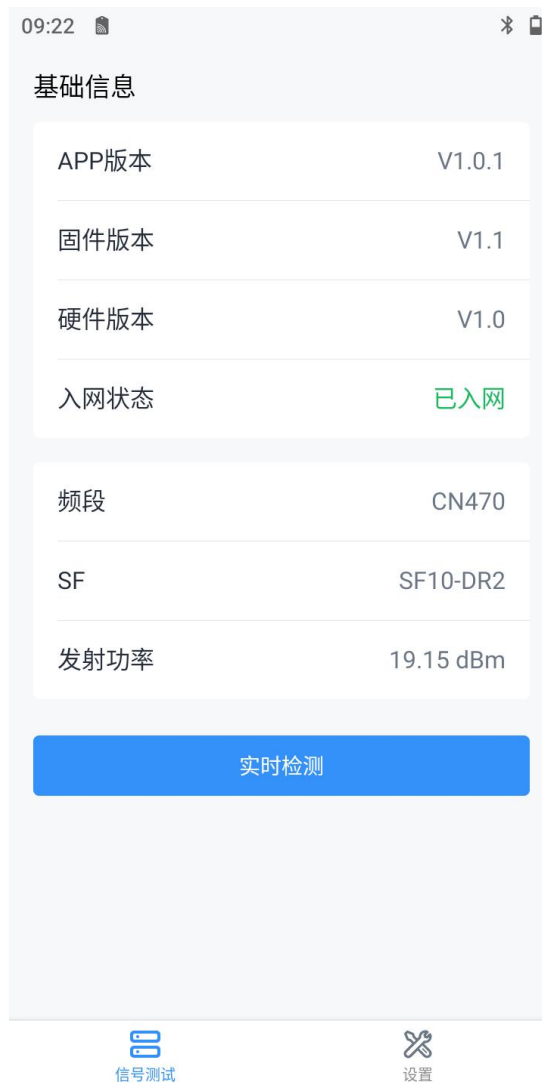 09:22
基础信息
APP版本 V1.0.1
固件版本 V1.1
硬件版本 V1.0
入网状态 已入网
频段 CN470
SF SF10-DR2
发射功率 19.15 dBm
实时检测
信号测试 设置